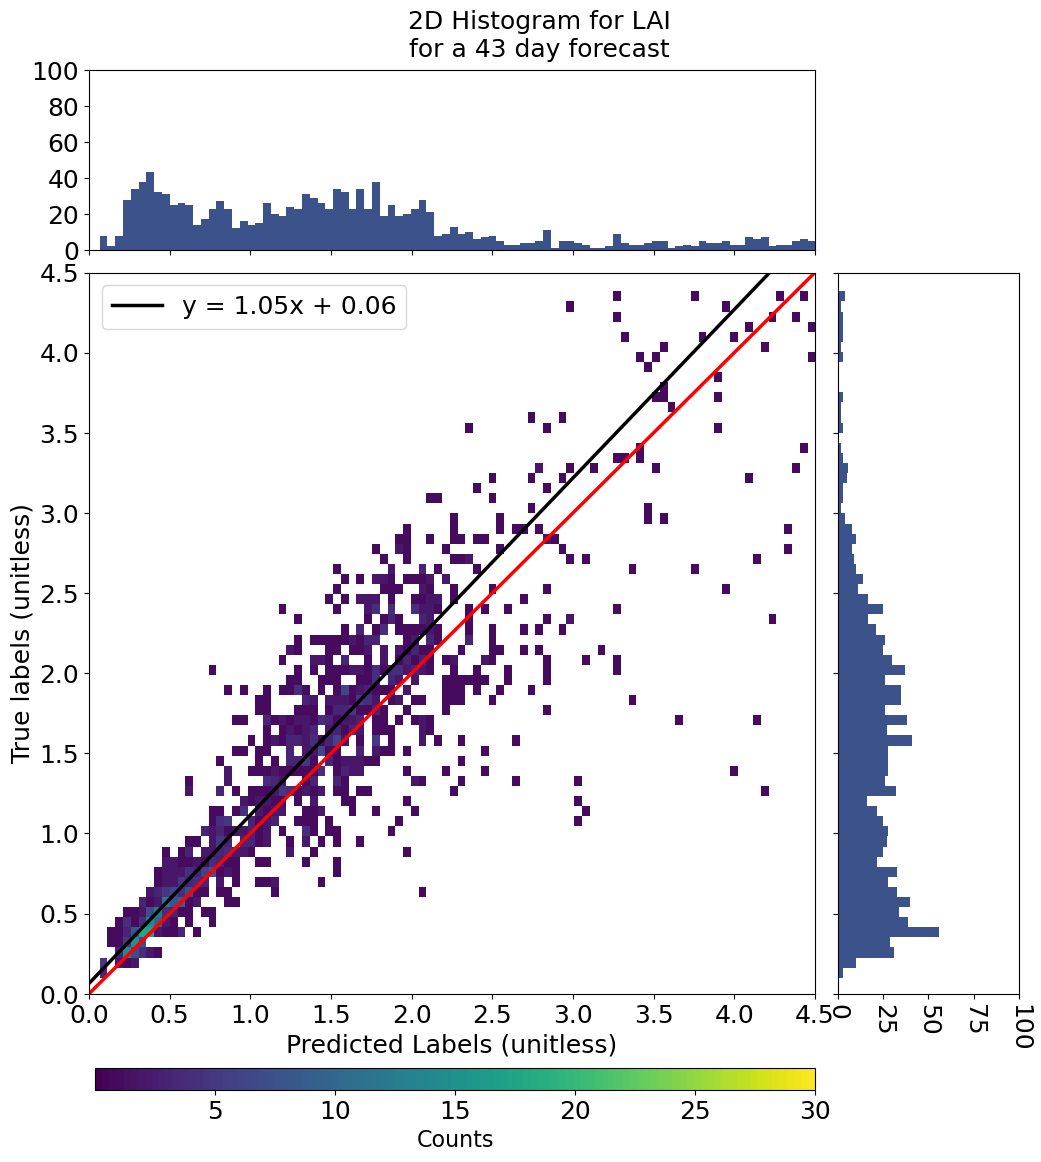 2D Histogram for LAI
for a 43 day forecast
100
80
60
40
20
0
4.5
4.0
3.5
3.0
2.5
2.0
1.5
1.0
0.5
0.0
y = 1.05x + 0.06
True labels (unitless)
0.0 0.5 1.0 1.5 2.0 2.5 3.0 3.5 4.0 4.5
Predicted Labels (unitless)
0 25 50 75 100
5 10 15 20 25 30
Counts